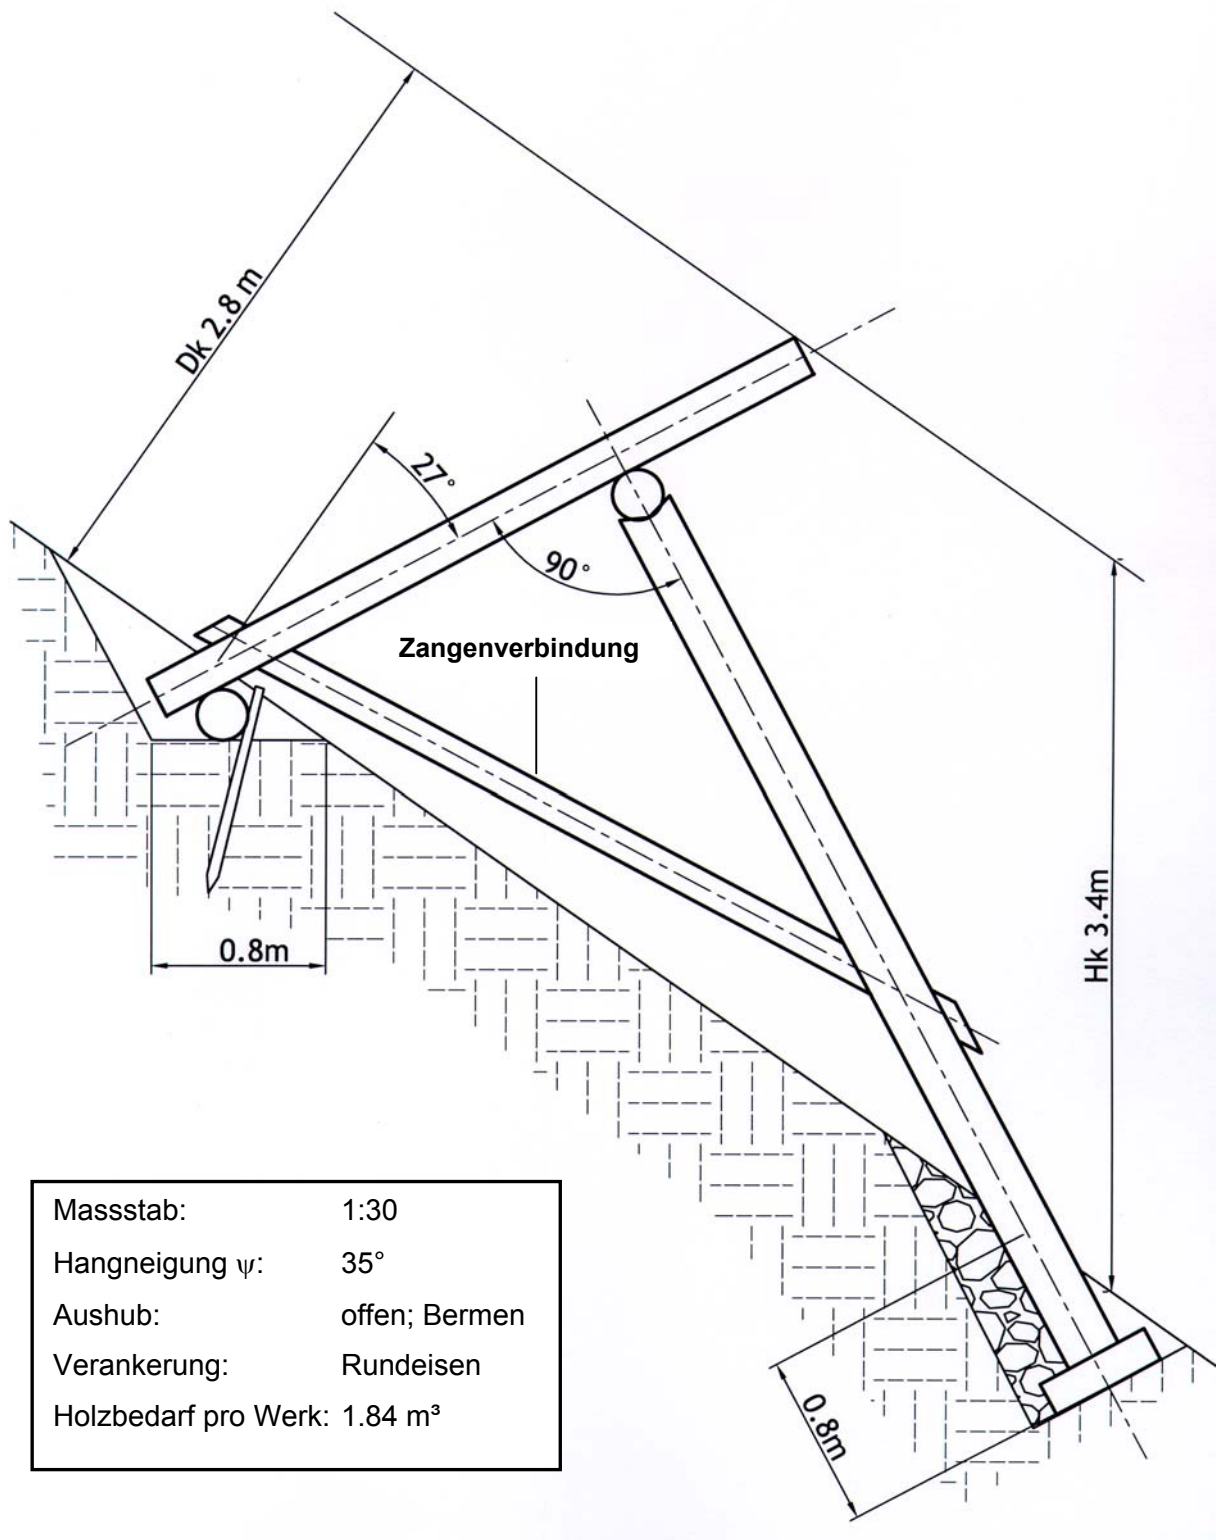 Dk 2.8 m
27°
90°
Zangenverbindung
0.8m
Hk 3.4m
Massstab: 1:30
Hangneigung ψ: 35°
Aushub: offen; Bermen
Verankerung: Rundeisen
Holzbedarf pro Werk: 1.84 m³
0.8m